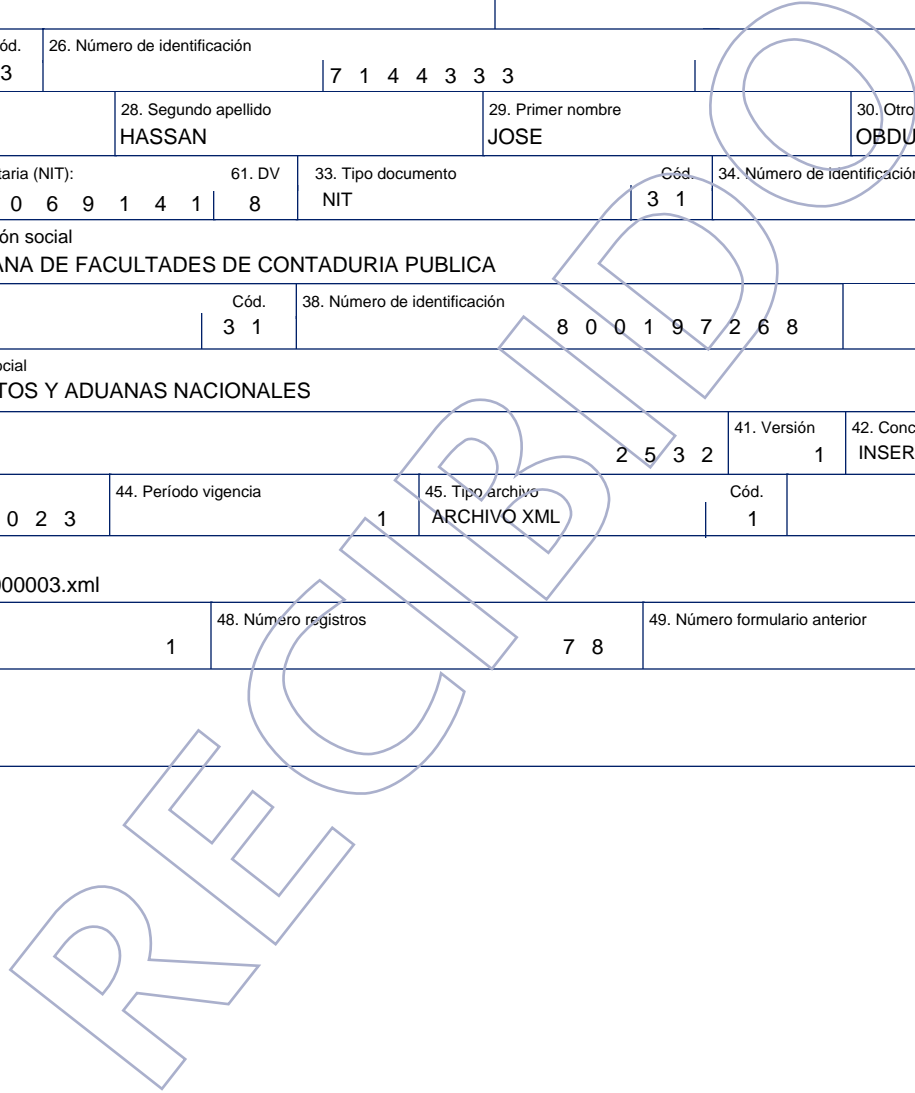 ód. 26. Número de identificación
3 7 1 4 4 3 3 3
28. Segundo apellido 29. Primer nombre 30. Otro
HASSAN JOSE OBDU
taria (NIT): 61. DV 33. Tipo documento Cód. 34. Número de identificación
0 6 9 1 4 1 8 NIT 3 1
ón social
ANA DE FACULTADES DE CONTADURIA PUBLICA
Cód. 38. Número de identificación
3 1 8 0 0 1 9 7 2 6 8
ocial
TOS Y ADUANAS NACIONALES
41. Versión 42. Conc
2 5 3 2 1 INSER
44. Período vigencia 45. Tipo archivo Cód.
0 2 3 1 ARCHIVO XML 1
000003.xml
48. Número registros 49. Número formulario anterior
1 7 8
RECIBIDO